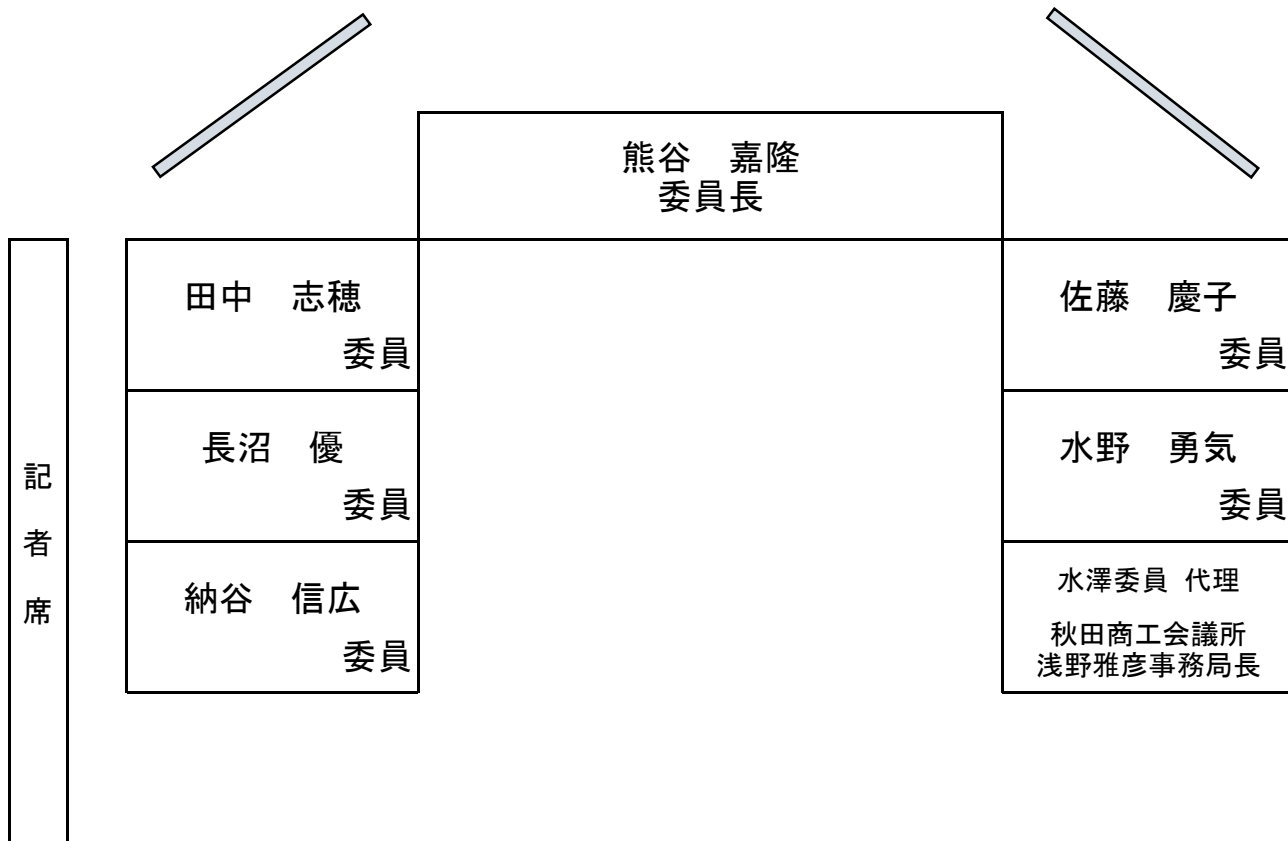 熊谷　嘉隆
委員長
田中　志穂
委員
長沼　優
委員
納谷　信広
委員
佐藤　慶子
委員
水野　勇気
委員
水澤委員 代理
秋田商工会議所
浅野雅彦事務局長
記者席